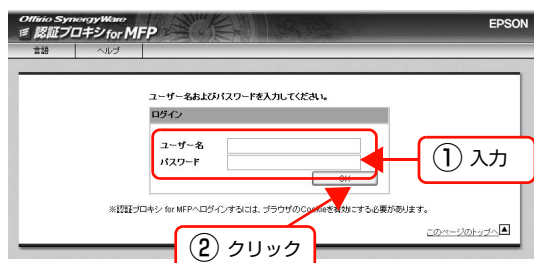 Offirio SynergyWare
認証プロキシ for MFP
EPSON
言語 ヘルプ
ユーザー名およびパスワードを入力してください。
ログイン
ユーザー名
パスワード
① 入力
OK
※認証プロキシ for MFPへログインするには、ブラウザのCookieを有効にする必要があります。
② クリック
このページのトップへ